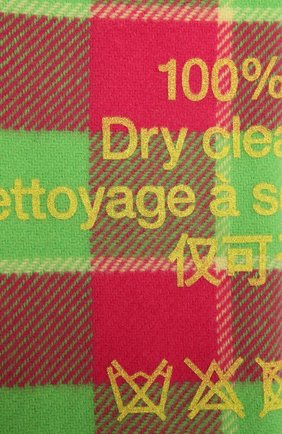 100%
Dry clea
ettoyage à s
仅可